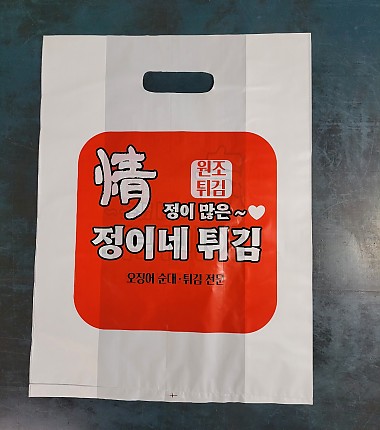 情
원조
튀김
정이 많은~♥
정이네 튀김
오징어 순대·튀김 전문